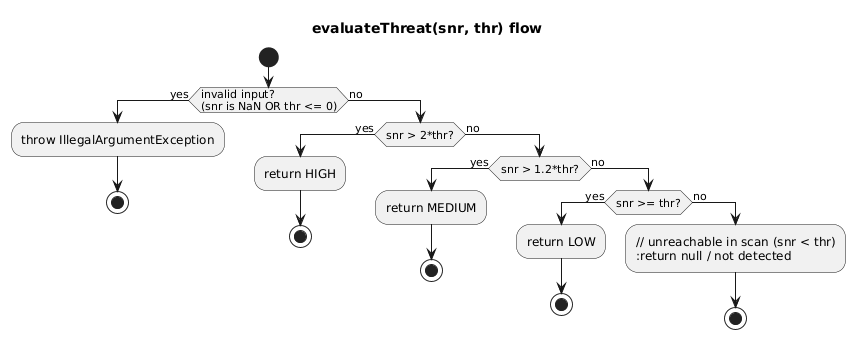 evaluateThreat(snr, thr) flow
yes
invalid input?
(snr is NaN OR thr <= 0)
no
throw IllegalArgumentException
yes
snr > 2*thr?
no
return HIGH
yes
snr > 1.2*thr?
no
return MEDIUM
yes
snr >= thr?
no
return LOW
// unreachable in scan (snr < thr)
:return null / not detected